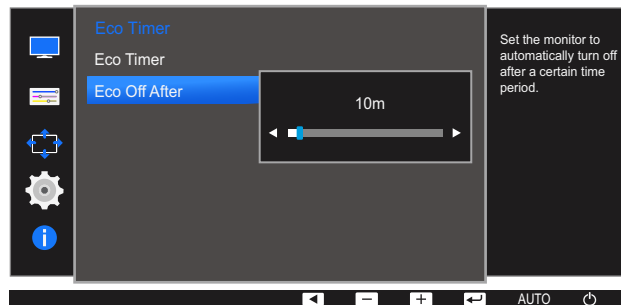 Eco Timer
Eco Timer
Eco Off After
10m
Set the monitor to
automatically turn off
after a certain time
period.
AUTO